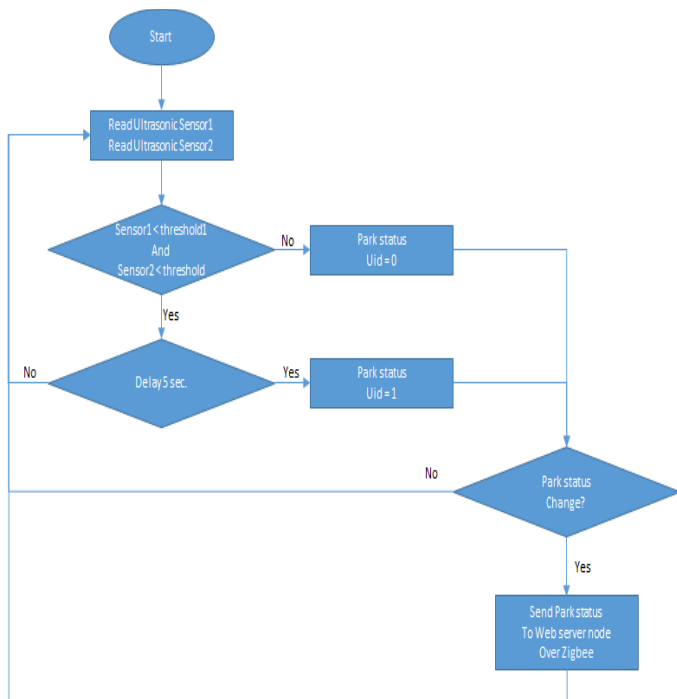 Start
Read Ultrasonic Sensor1
Read Ultrasonic Sensor2
Sensor1 < threshold1
And
Sensor2 < threshold
No
Park status
Uid = 0
Yes
No
Delay 5 sec.
Yes
Park status
Uid = 1
No
Park status
Change?
Yes
Send Park status
To Web server node
Over Zigbee